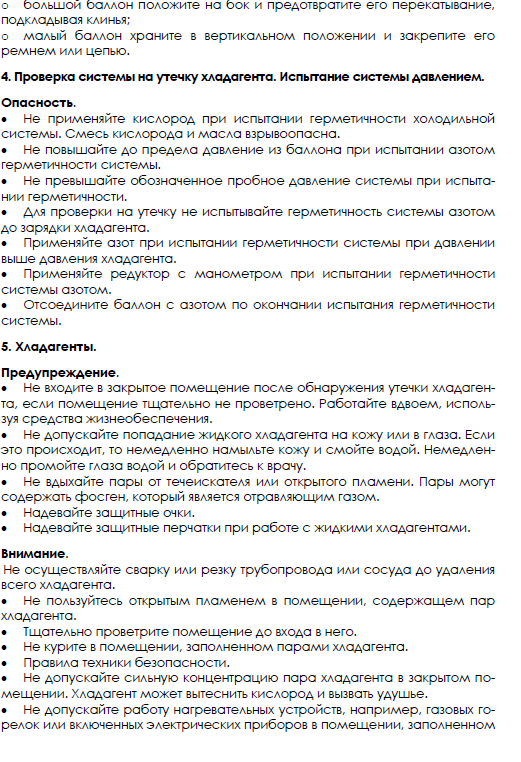 o большой баллон положите на бок и предотвратите его перекатывание,
подкладывая клинья;
o малый баллон храните в вертикальном положении и закрепите его
ремнем или цепью.
4. Проверка системы на утечку хладагента. Испытание системы давлением.
Опасность.
• Не применяйте кислород при испытании герметичности холодильной
системы. Смесь кислорода и масла взрывоопасна.
• Не повышайте до предела давление из баллона при испытании азотом
герметичности системы.
• Не превышайте обозначенное пробное давление системы при испыта-
нии герметичности.
• Для проверки на утечку не испытывайте герметичность системы азотом
до зарядки хладагента.
• Применяйте азот при испытании герметичности системы при давлении
выше давления хладагента.
• Применяйте редуктор с манометром при испытании герметичности
системы азотом.
• Отсоедините баллон с азотом по окончании испытания герметичности
системы.
5. Хладагенты.
Предупреждение.
• Не входите в закрытое помещение после обнаружения утечки хладаген-
та, если помещение тщательно не проветрено. Работайте вдвоем, исполь-
зуя средства жизнеобеспечения.
• Не допускайте попадание жидкого хладагента на кожу или в глаза. Если
это происходит, то немедленно намыльте кожу и смойте водой. Немедлен-
но промойте глаза водой и обратитесь к врачу.
• Не вдыхайте пары от течеискателя или открытого пламени. Пары могут
содержать фосген, который является отравляющим газом.
• Надевайте защитные очки.
• Надевайте защитные перчатки при работе с жидкими хладагентами.
Внимание.
Не осуществляйте сварку или резку трубопровода или сосуда до удаления
всего хладагента.
• Не пользуйтесь открытым пламенем в помещении, содержащем пар
хладагента.
• Тщательно проветрите помещение до входа в него.
• Не курите в помещении, заполненном парами хладагента.
• Правила техники безопасности.
• Не допускайте сильную концентрацию пара хладагента в закрытом по-
мещении. Хладагент может вытеснить кислород и вызвать удушье.
• Не допускайте работу нагревательных устройств, например, газовых го-
релок или включенных электрических приборов в помещении, заполненном